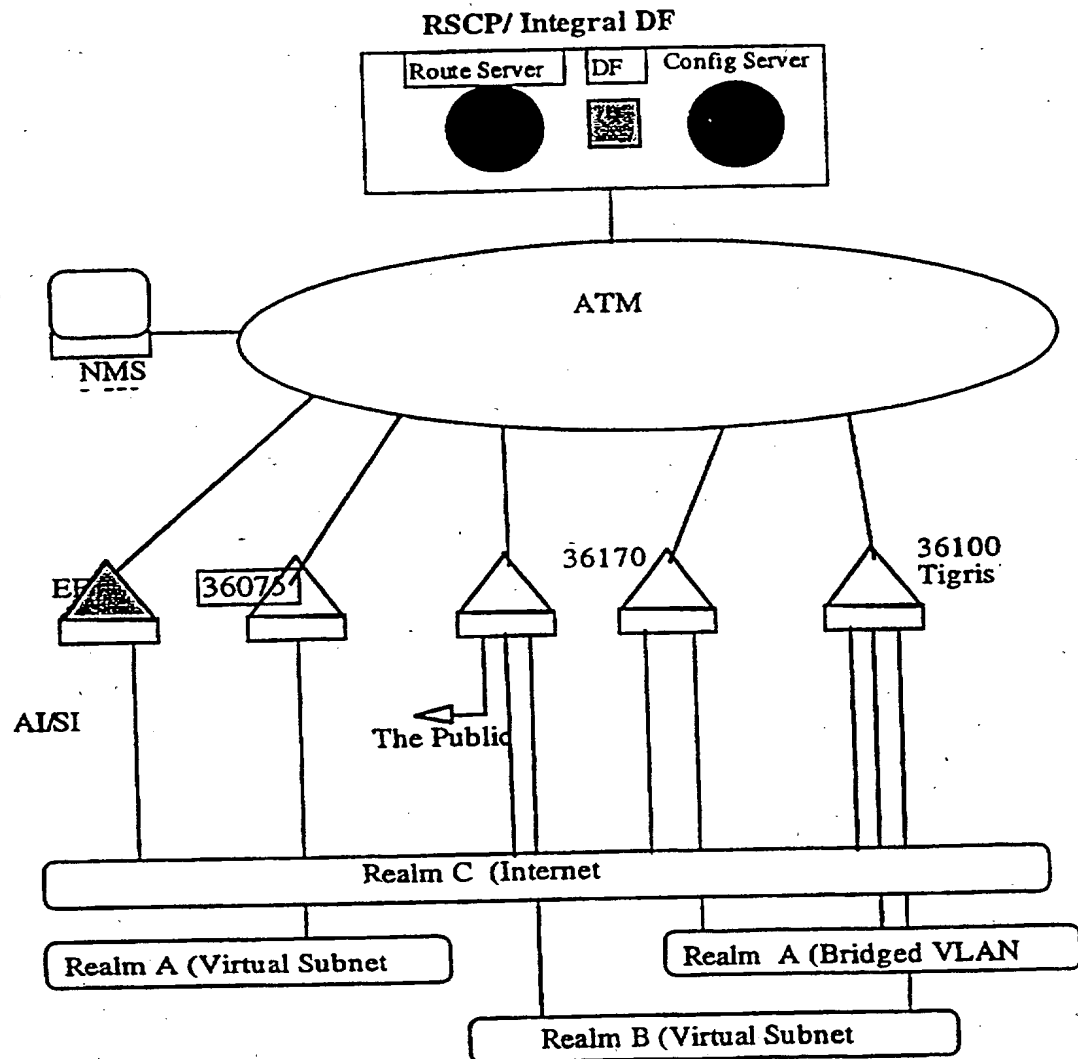 RSCP/ Integral DF
Route Server
DF
Config Server
ATM
NMS
36075
36170
36100
Tigris
AI/SI
The Public
Realm C (Internet
Realm A (Virtual Subnet
Realm A (Bridged VLAN
Realm B (Virtual Subnet